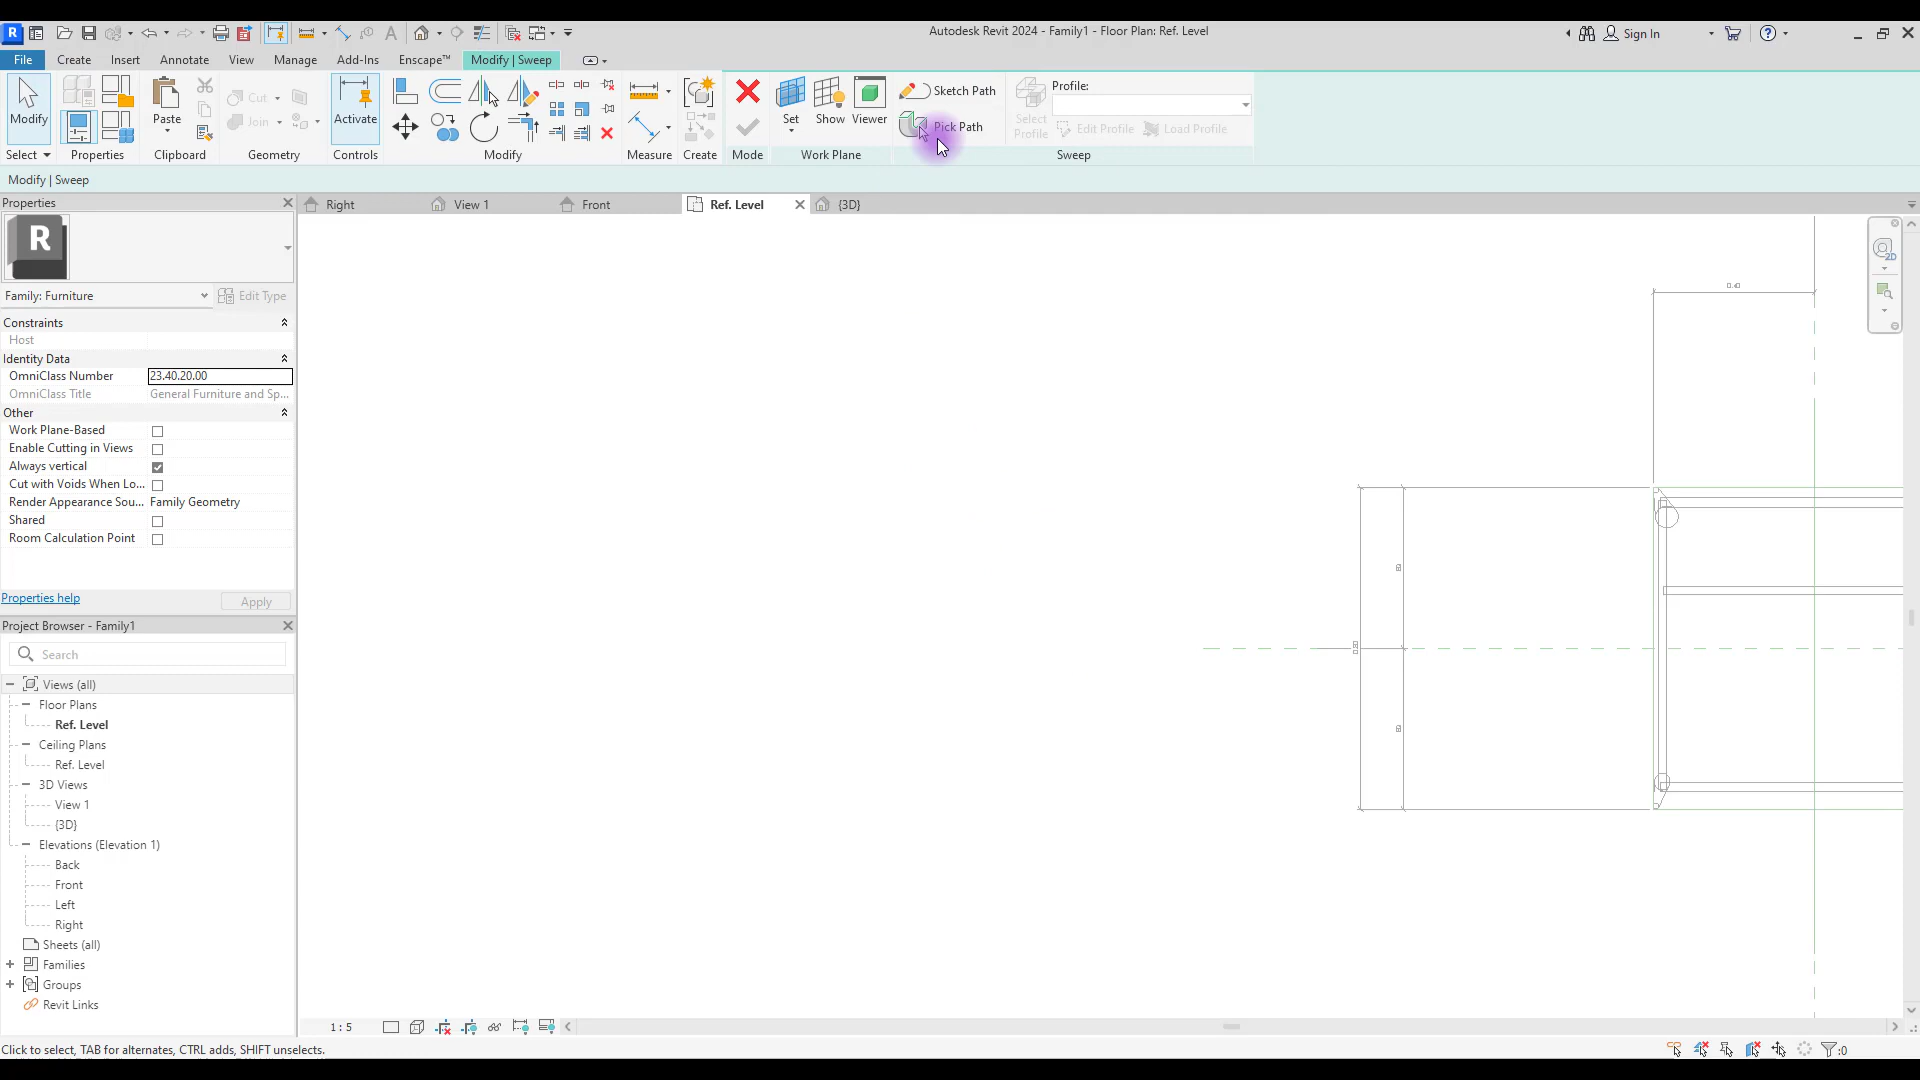 Autodesk Revit 2024 - Family1 - Floor Plan: Ref. Level
Sign In
File
Create
Insert
Annotate
View
Manage
Add-Ins
Enscape™
Modify | Sweep
Modify
Paste
Cut
Join
Activate
Set
Show
Viewer
Sketch Path
Pick Path
Select Profile
Profile:
Edit Profile
Load Profile
Select
Properties
Clipboard
Geometry
Controls
Modify
Measure
Create
Mode
Work Plane
Sweep
Modify | Sweep
Properties
Right
View 1
Front
Ref. Level
{3D}
R
Family: Furniture
Edit Type
Constraints
Host
Identity Data
OmniClass Number 23.40.20.00
OmniClass Title General Furniture and Sp...
Other
Work Plane-Based
Enable Cutting in Views
Always vertical
Cut with Voids When Lo...
Render Appearance Sou... Family Geometry
Shared
Room Calculation Point
Properties help
Apply
Project Browser - Family1
Search
Views (all)
Floor Plans
Ref. Level
Ceiling Plans
Ref. Level
3D Views
View 1
{3D}
Elevations (Elevation 1)
Back
Front
Left
Right
Sheets (all)
Families
Groups
Revit Links
1 : 5
Click to select, TAB for alternates, CTRL adds, SHIFT unselects.
:0